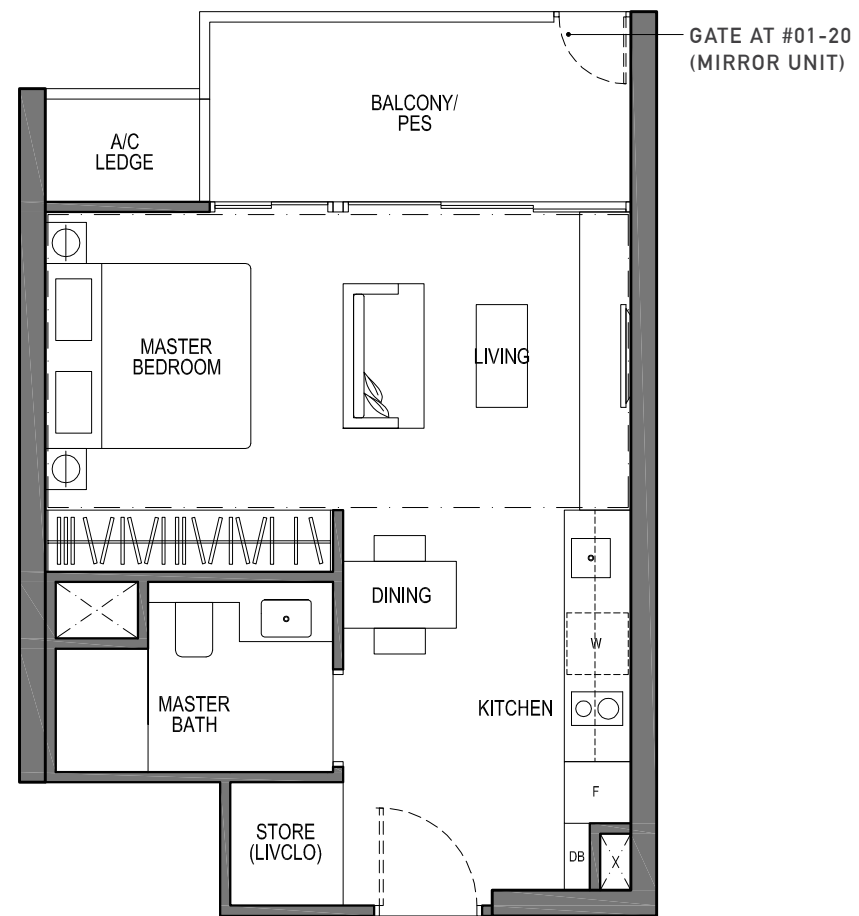 GATE AT #01-20
(MIRROR UNIT)
BALCONY/
PES
A/C
LEDGE
MASTER
BEDROOM
LIVING
DINING
W
MASTER
BATH
KITCHEN
F
STORE
(LIVCLO)
DB
X